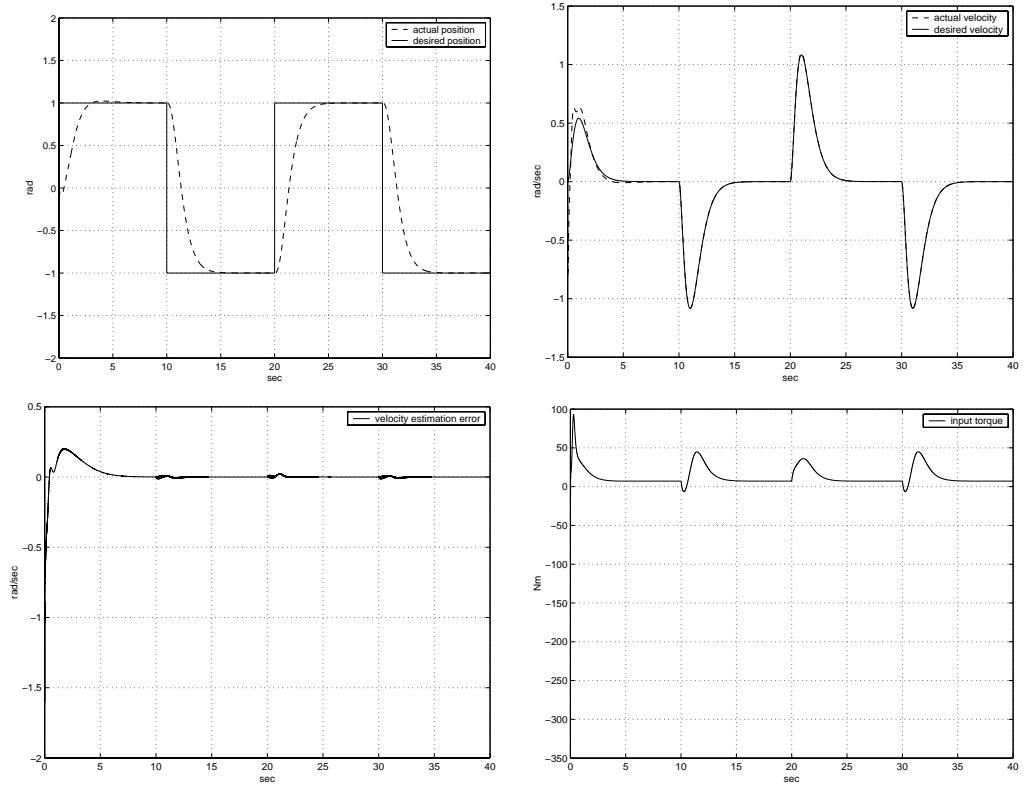 2
1.5
1
0.5
0
−0.5
−1
−1.5
−2
rad
0 5 10 15 20 25 30 35 40
sec
actual position
desired position
1.5
1
0.5
0
−0.5
−1
−1.5
rad/sec
0 5 10 15 20 25 30 35 40
sec
actual velocity
desired velocity
0.5
0
−0.5
−1
−1.5
−2
rad/sec
0 5 10 15 20 25 30 35 40
sec
velocity estimation error
100
50
0
−50
−100
−150
−200
−250
−300
−350
Nm
0 5 10 15 20 25 30 35 40
sec
input torque